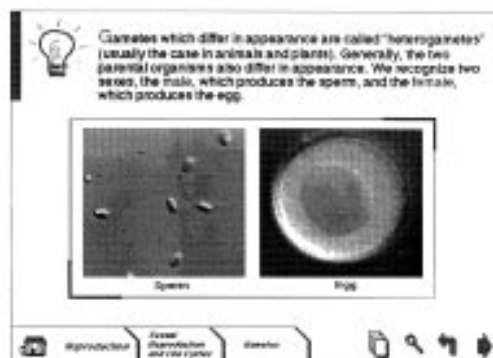 Gametes which differ in appearance are called "heterogametes"
(usually the case in animals and plants). Generally, the two
parental organisms also differ in appearance. We recognize two
sexes, the male, which produces the sperm, and the female,
which produces the egg.
Sperm
Egg
Reproduction
Sexual
Reproduction
and Life Cycles
Gametes